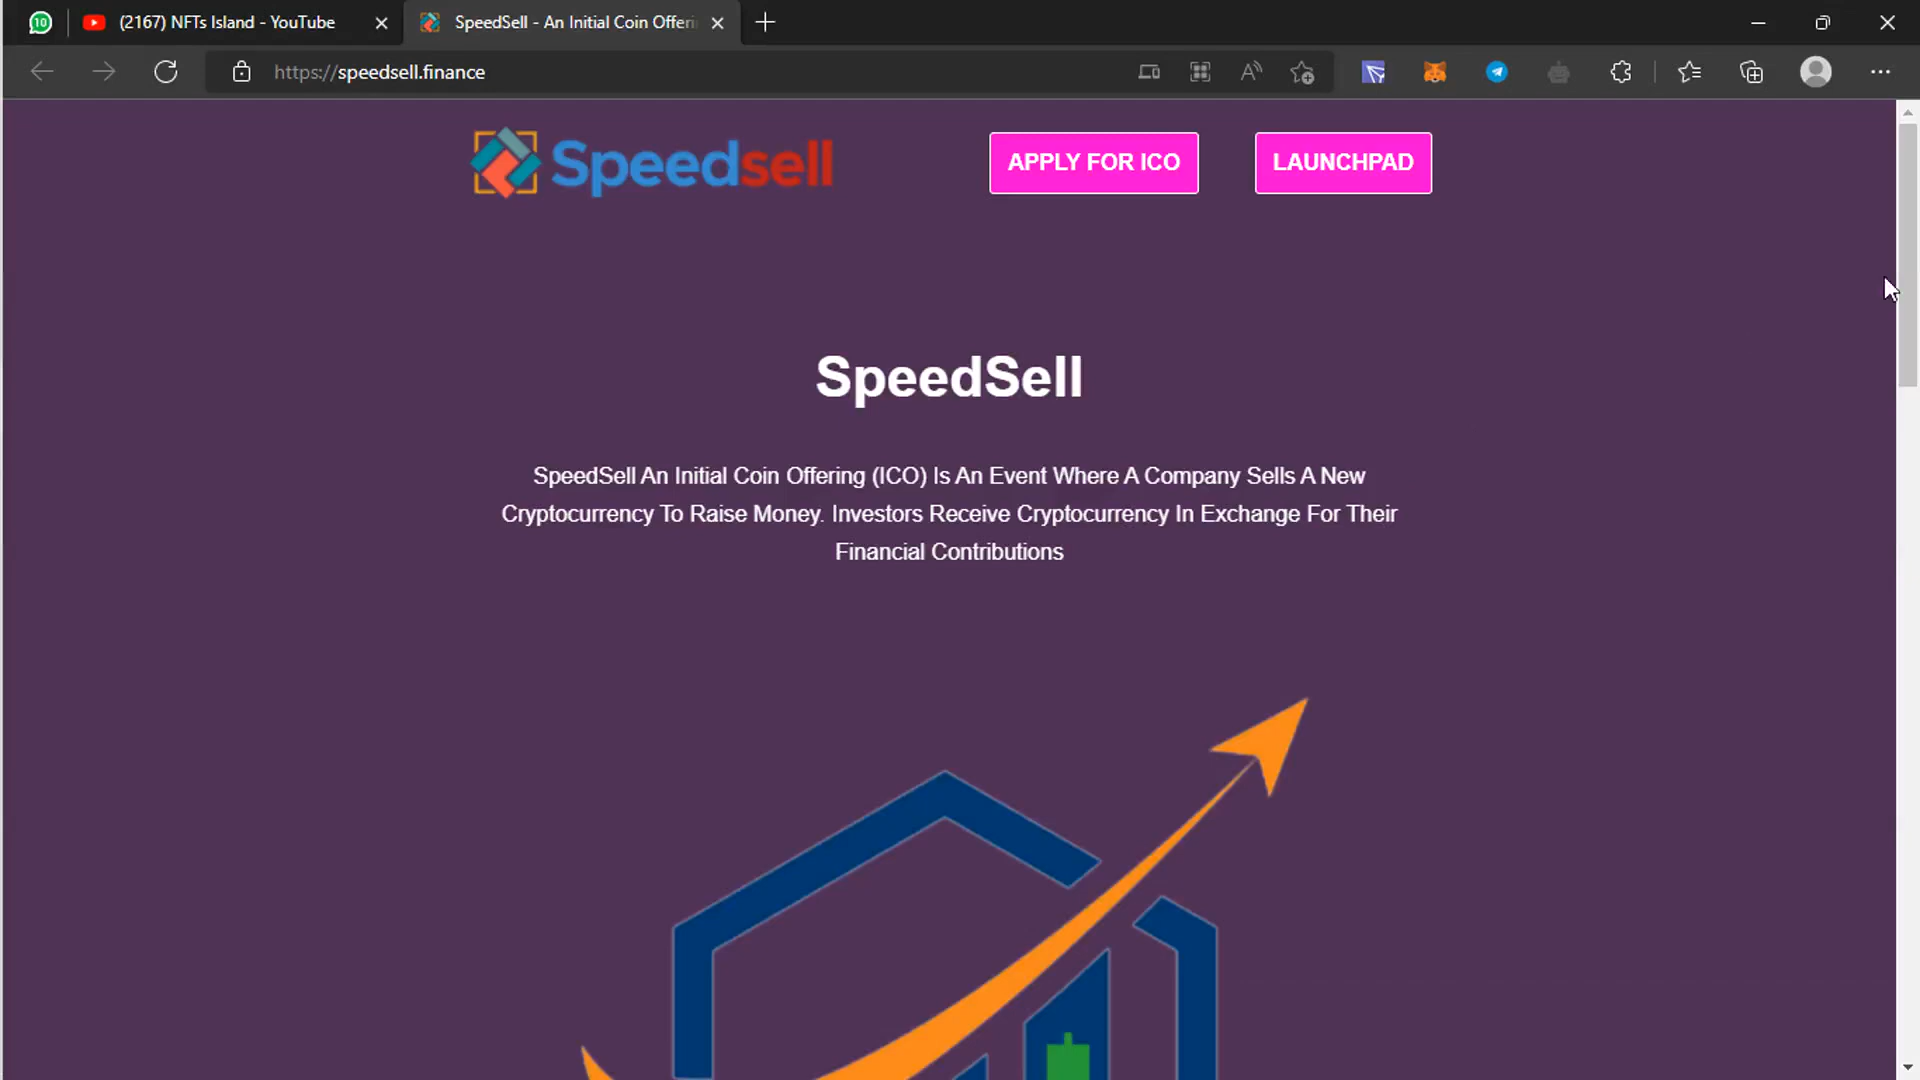 10
(2167) NFTs Island - YouTube
SpeedSell - An Initial Coin Offeri
https://speedsell.finance
Speedsell
APPLY FOR ICO
LAUNCHPAD
SpeedSell
SpeedSell An Initial Coin Offering (ICO) Is An Event Where A Company Sells A New
Cryptocurrency To Raise Money. Investors Receive Cryptocurrency In Exchange For Their
Financial Contributions